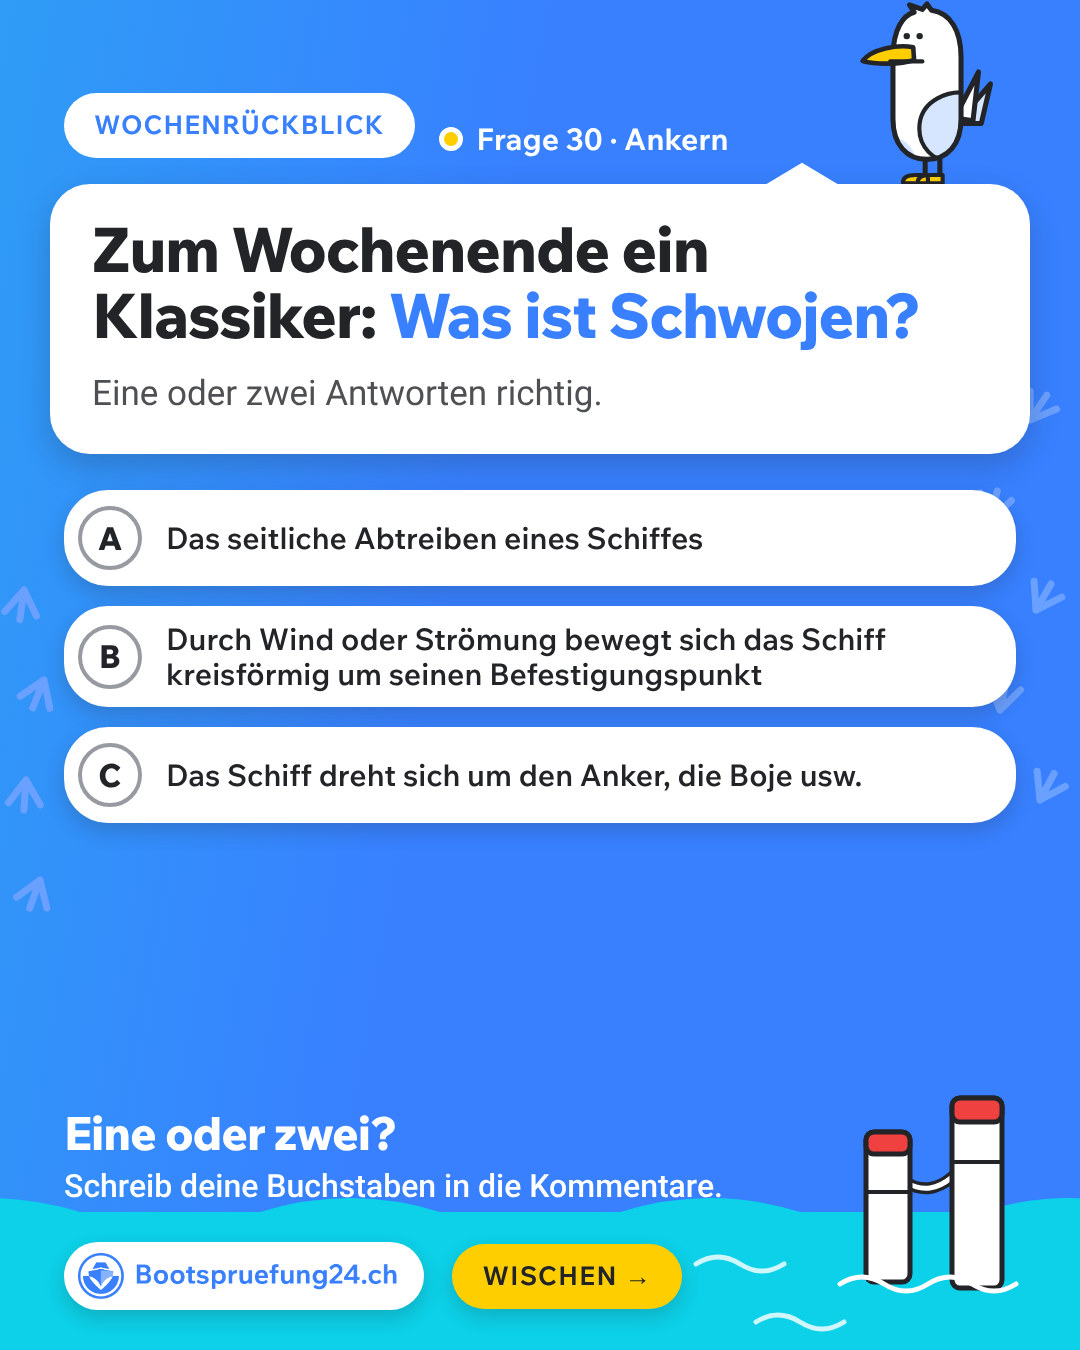 WOCHENRÜCKBLICK
Frage 30 · Ankern
Zum Wochenende ein
Klassiker: Was ist Schwojen?
Eine oder zwei Antworten richtig.
A Das seitliche Abtreiben eines Schiffes
B Durch Wind oder Strömung bewegt sich das Schiff
kreisförmig um seinen Befestigungspunkt
C Das Schiff dreht sich um den Anker, die Boje usw.
Eine oder zwei?
Schreib deine Buchstaben in die Kommentare.
Bootspruefung24.ch
WISCHEN →